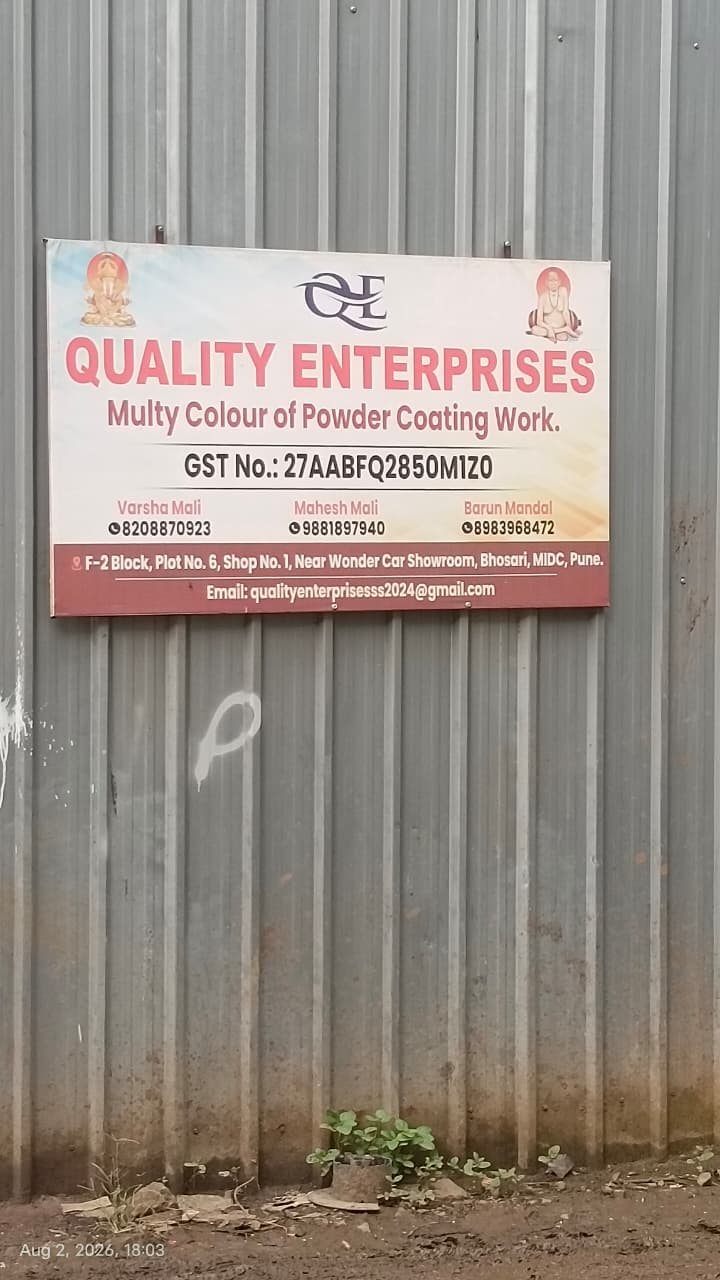 QE
QUALITY ENTERPRISES
Multy Colour of Powder Coating Work.
GST No.: 27AABFQ2850M1Z0
Varsha Mali Mahesh Mali Barun Mandal
8208870923 9881897940 8983968472
F-2 Block, Plot No. 6, Shop No. 1, Near Wonder Car Showroom, Bhosari, MIDC, Pune.
Email: qualityenterprisesss2024@gmail.com
Aug 2, 2026, 18:03